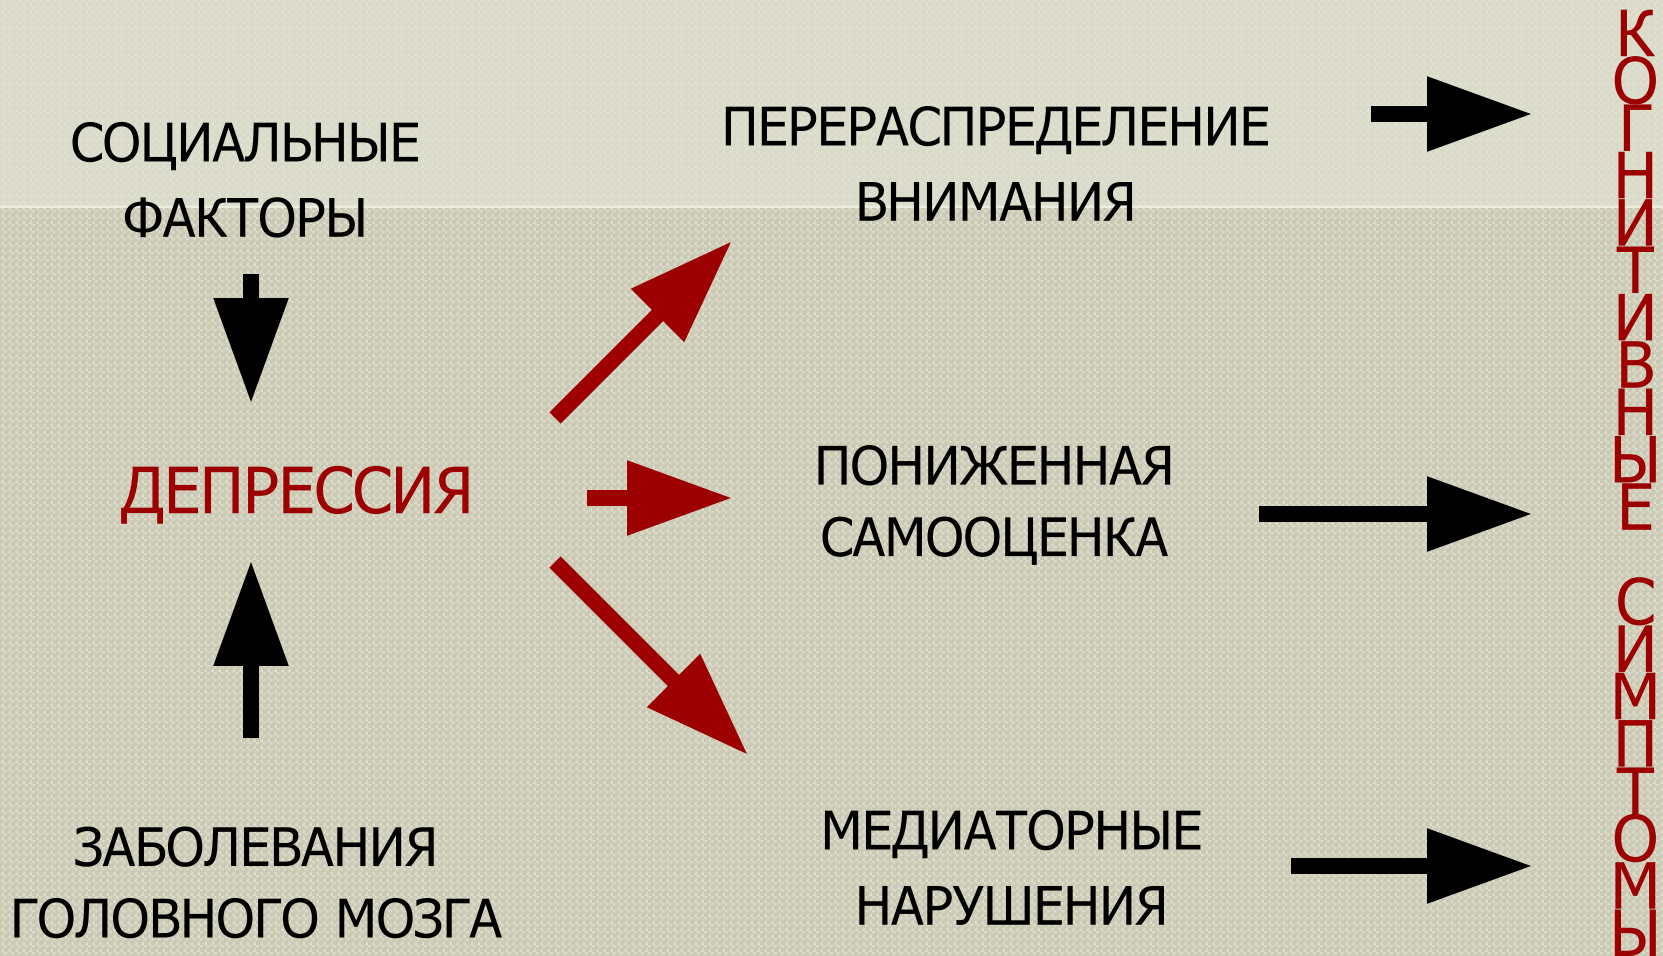 СОЦИАЛЬНЫЕ
ФАКТОРЫ
ДЕПРЕССИЯ
ЗАБОЛЕВАНИЯ
ГОЛОВНОГО МОЗГА
ПЕРЕРАСПРЕДЕЛЕНИЕ
ВНИМАНИЯ
ПОНИЖЕННАЯ
САМООЦЕНКА
МЕДИАТОРНЫЕ
НАРУШЕНИЯ
КОГНИТИВНЫЕ СИМПТОМЫ